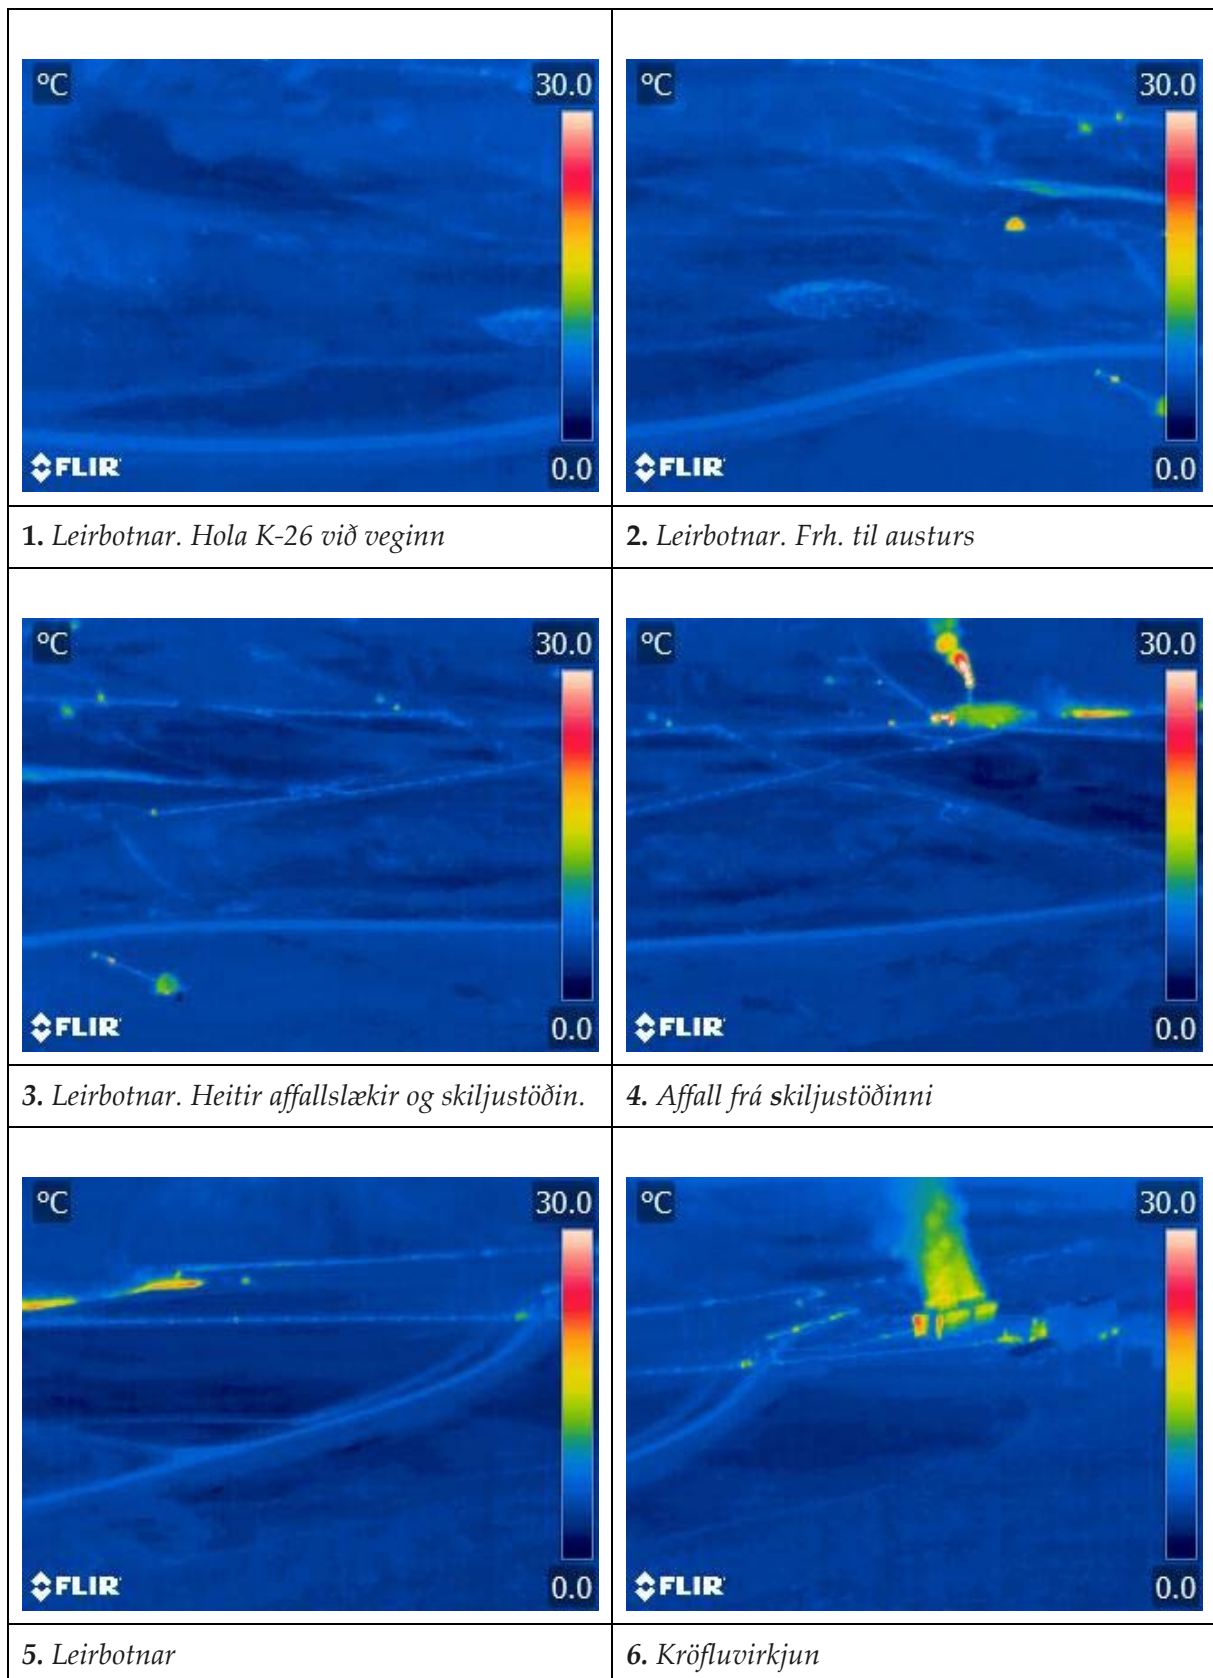 °C 30.0
°C 30.0
FLIR 0.0
FLIR 0.0
1. Leirbotnar. Hola K-26 við veginn
2. Leirbotnar. Frh. til austurs
°C 30.0
°C 30.0
FLIR 0.0
FLIR 0.0
3. Leirbotnar. Heitir affallslækir og skiljustöðin.
4. Affall frá skiljustöðinni
°C 30.0
°C 30.0
FLIR 0.0
FLIR 0.0
5. Leirbotnar
6. Kröfluvirkjun